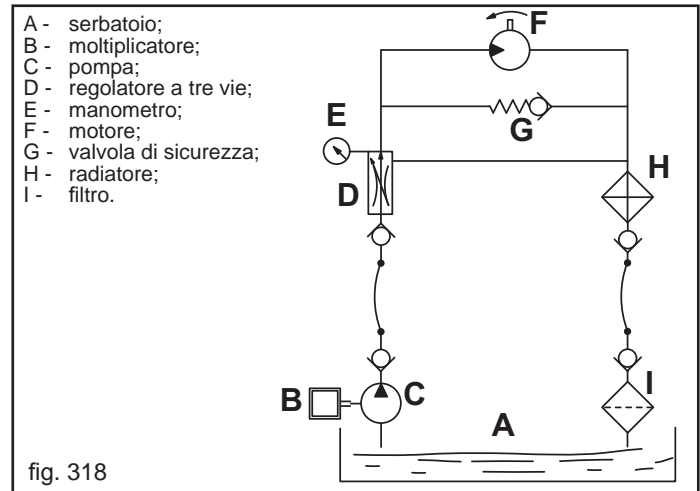 A - serbatoio;
B - moltiplicatore;
C - pompa;
D - regolatore a tre vie;
E - manometro;
F - motore;
G - valvola di sicurezza;
H - radiatore;
I - filtro.
F
E
G
H
D
I
B
C
A
fig. 318